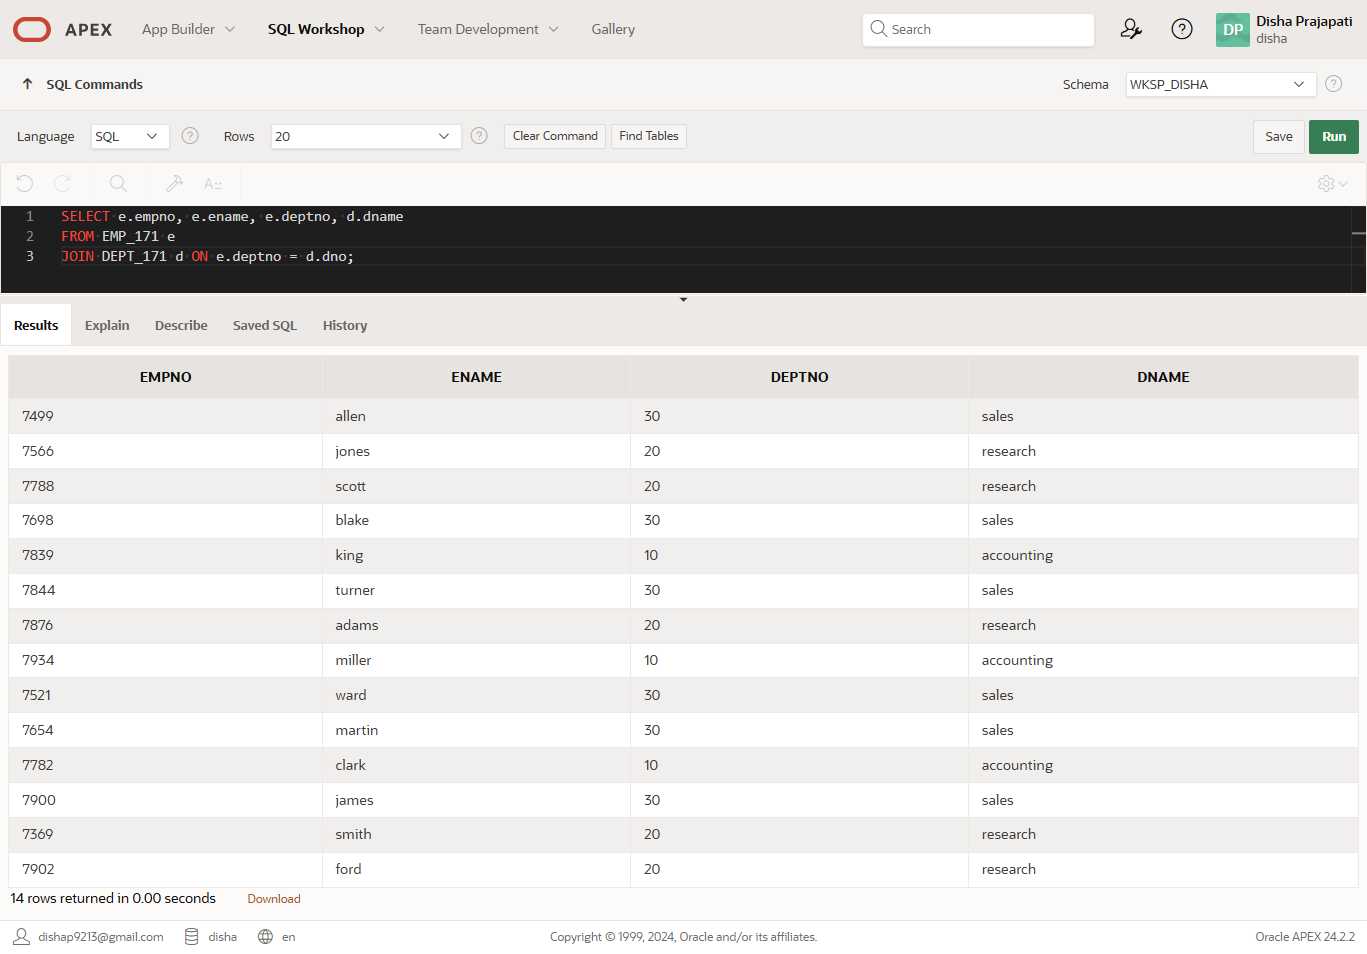 APEX App Builder SQL Workshop Team Development Gallery Search DP Disha Prajapati
disha
SQL Commands Schema WKSP_DISHA
Language SQL Rows 20 Clear Command Find Tables Save Run
1 SELECT e.empno, e.ename, e.deptno, d.dname
2 FROM EMP_171 e
3 JOIN DEPT_171 d ON e.deptno = d.dno;
Results Explain Describe Saved SQL History
EMPNO ENAME DEPTNO DNAME
7499 allen 30 sales
7566 jones 20 research
7788 scott 20 research
7698 blake 30 sales
7839 king 10 accounting
7844 turner 30 sales
7876 adams 20 research
7934 miller 10 accounting
7521 ward 30 sales
7654 martin 30 sales
7782 clark 10 accounting
7900 james 30 sales
7369 smith 20 research
7902 ford 20 research
14 rows returned in 0.00 seconds Download
dishap9213@gmail.com disha en Copyright © 1999, 2024, Oracle and/or its affiliates. Oracle APEX 24.2.2